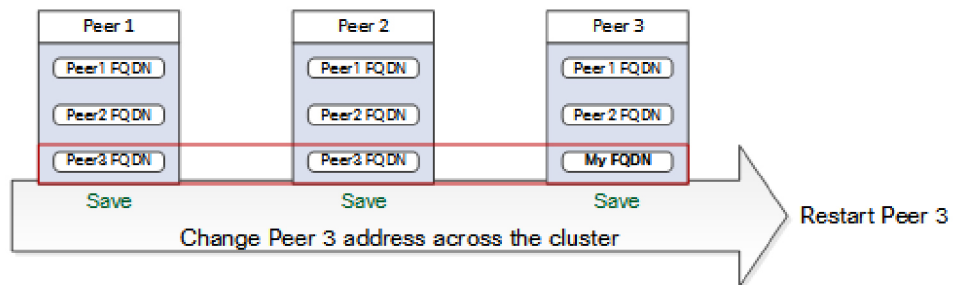 Peer 1
Peer 2
Peer 3
Peer1 FQDN
Peer1 FQDN
Peer 1 FQDN
Peer2 FQDN
Peer2 FQDN
Peer 2 FQDN
Peer3 FQDN
Peer3 FQDN
My FQDN
Save
Save
Save
Change Peer 3 address across the cluster
Restart Peer 3